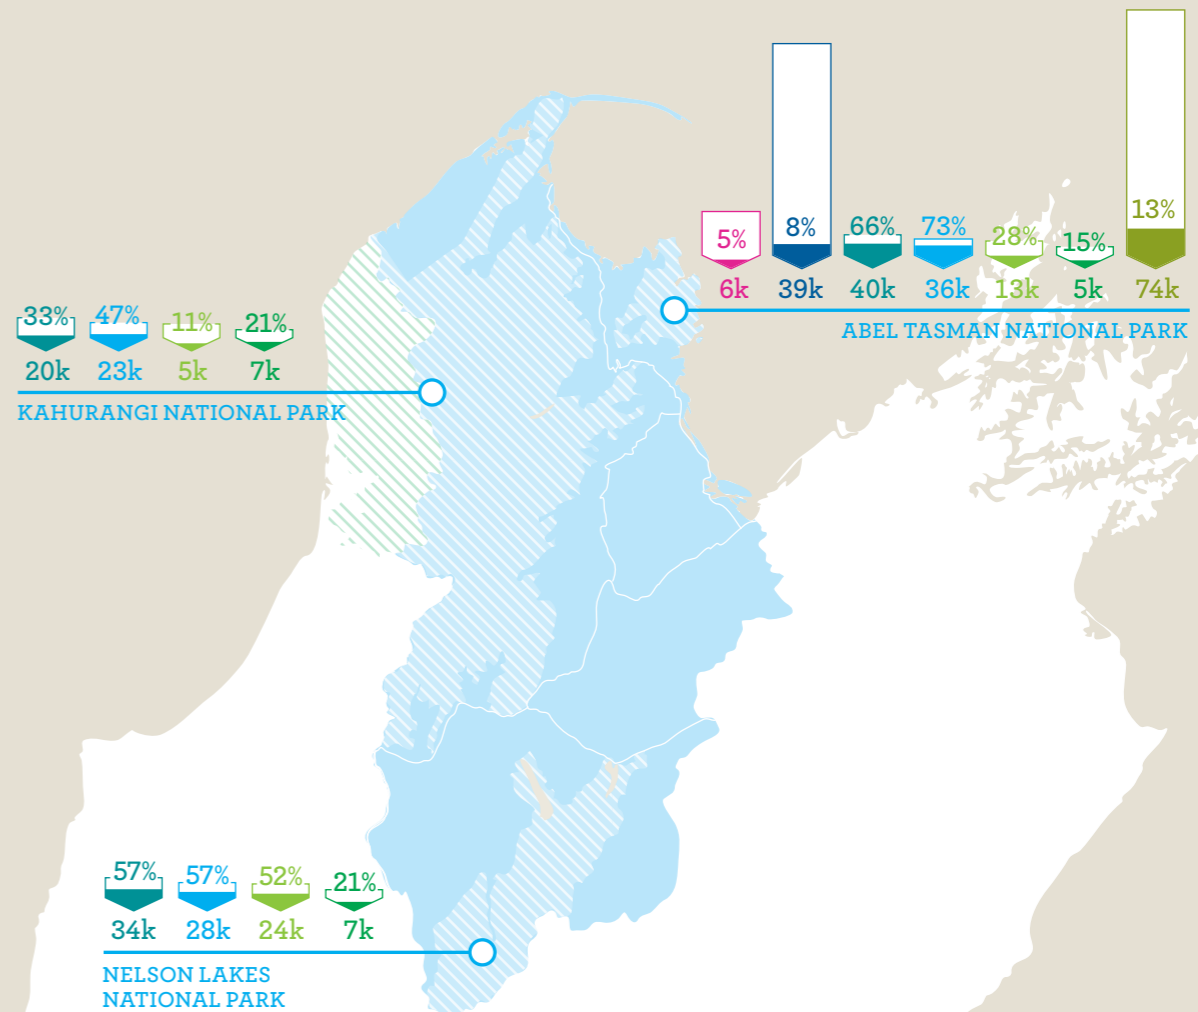 5% 8% 66% 73% 28% 15% 13%
6k 39k 40k 36k 13k 5k 74k
ABEL TASMAN NATIONAL PARK
33% 47% 11% 21%
20k 23k 5k 7k
KAHURANGI NATIONAL PARK
57% 57% 52% 21%
34k 28k 24k 7k
NELSON LAKES
NATIONAL PARK